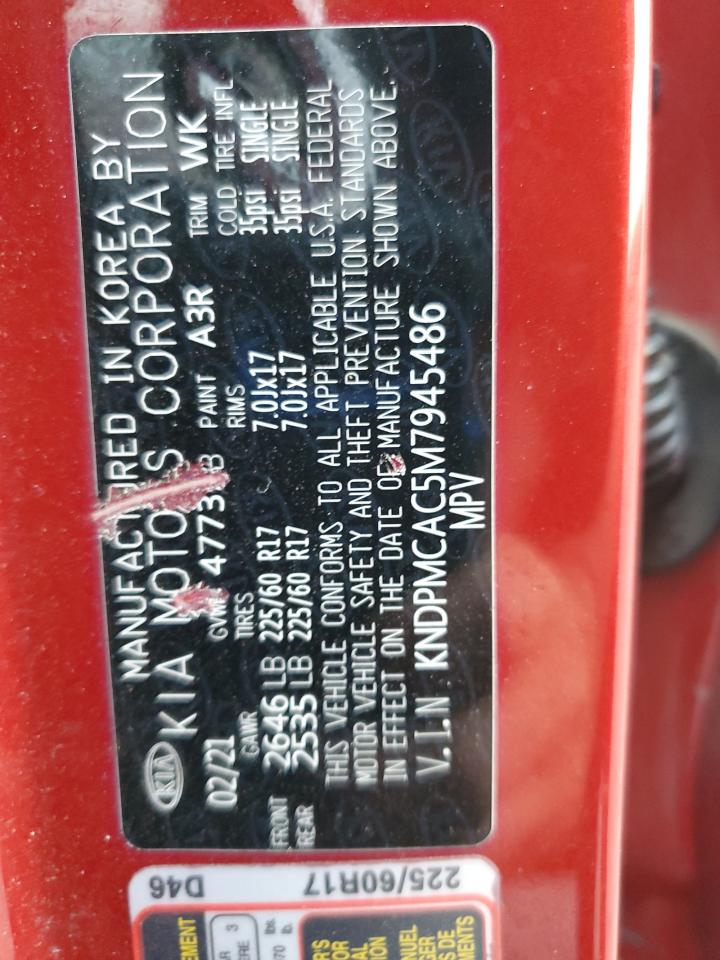 MANUFACTURED IN KOREA BY
KIA KIA MOTORS CORPORATION
02/21 GVWR 4773 LB PAINT A3R TRIM WK
GAWR TIRES RIMS COLD TIRE INFL
FRONT 2646 LB 225/60 R17 7.0Jx17 35psi SINGLE
REAR 2535 LB 225/60 R17 7.0Jx17 35psi SINGLE
THIS VEHICLE CONFORMS TO ALL APPLICABLE U.S.A. FEDERAL
MOTOR VEHICLE SAFETY AND THEFT PREVENTION STANDARDS
IN EFFECT ON THE DATE OF MANUFACTURE SHOWN ABOVE.
V.I.N KNDPMCAC5M7945486
MPV
225/60R17 D46